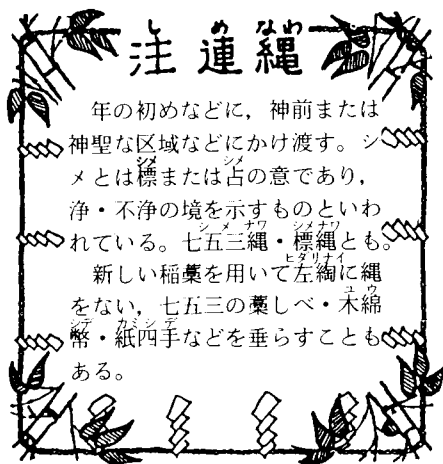 注連縄
年の初めなどに，神前または
神聖な区域などにかけ渡す。シ
メとは標または占の意であり，
浄・不浄の境を示すものといわ
れている。七五三縄・標縄とも。
新しい稲藁を用いて左綯に縄
をない，七五三の藁しべ・木綿
幣・紙四手などを垂らすことも
ある。